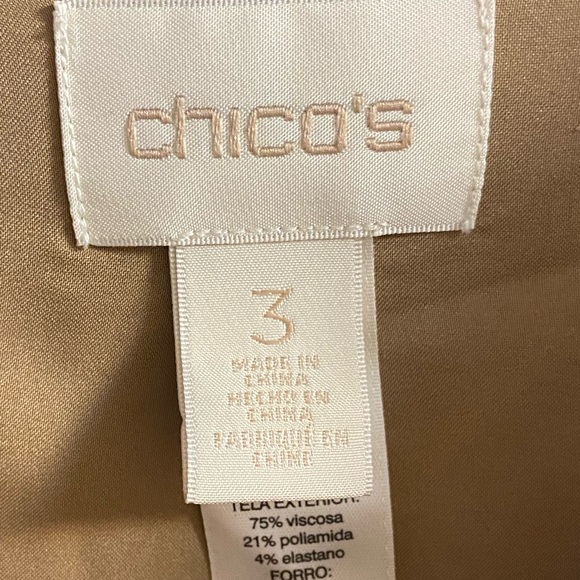 chico's
3
MADE IN
CHINA
HECHO EN
CHINA
FABRIQUÉ EN
CHINE
TELA EXTERIOR:
75% viscosa
21% poliamida
4% elastano
FORRO: